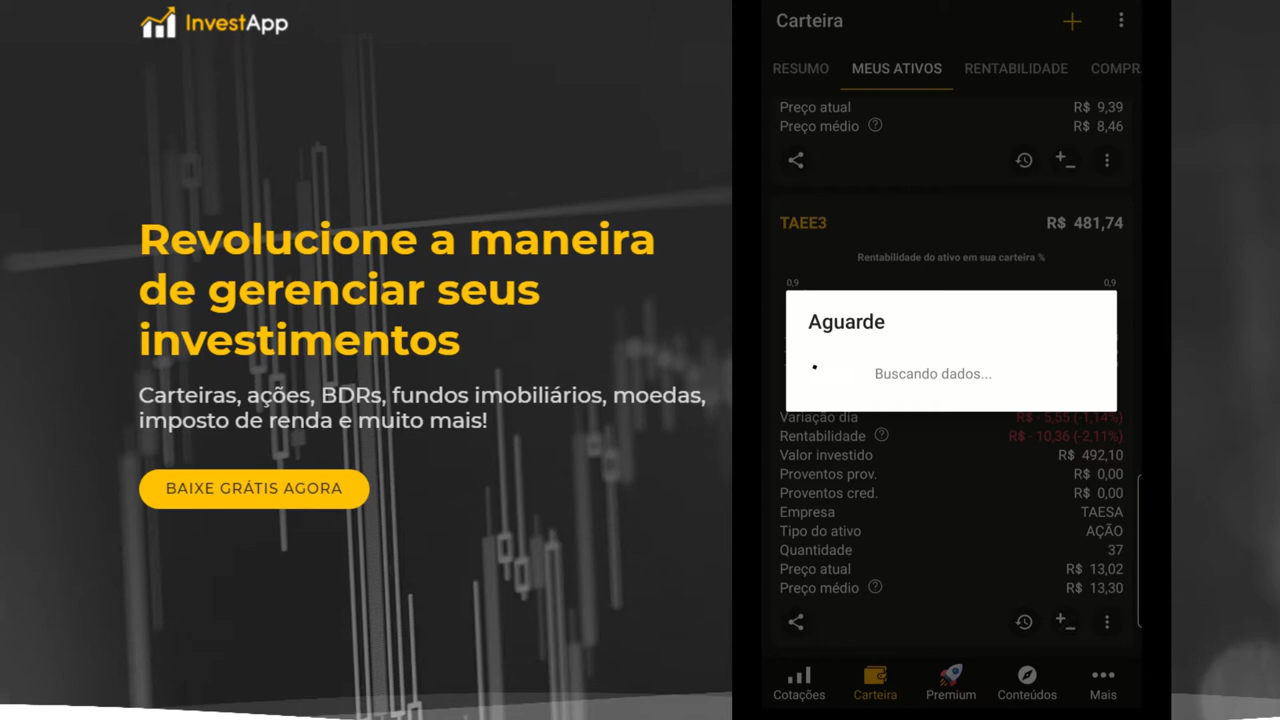 InvestApp
Revolucione a maneira
de gerenciar seus
investimentos
Carteiras, ações, BDRs, fundos imobiliários, moedas,
imposto de renda e muito mais!
BAIXE GRÁTIS AGORA
Carteira
RESUMO MEUS ATIVOS RENTABILIDADE COMPR
Preço atual R$ 9,39
Preço médio R$ 8,46
TAEE3 R$ 481,74
Rentabilidade do ativo em sua carteira %
0,9 0,9
Aguarde
Buscando dados...
Variação dia R$ - 5,55 (-1,14%)
Rentabilidade R$ - 10,36 (-2,11%)
Valor investido R$ 492,10
Proventos prov. R$ 0,00
Proventos cred. R$ 0,00
Empresa TAESA
Tipo do ativo AÇÃO
Quantidade 37
Preço atual R$ 13,02
Preço médio R$ 13,30
Cotações Carteira Premium Conteúdos Mais